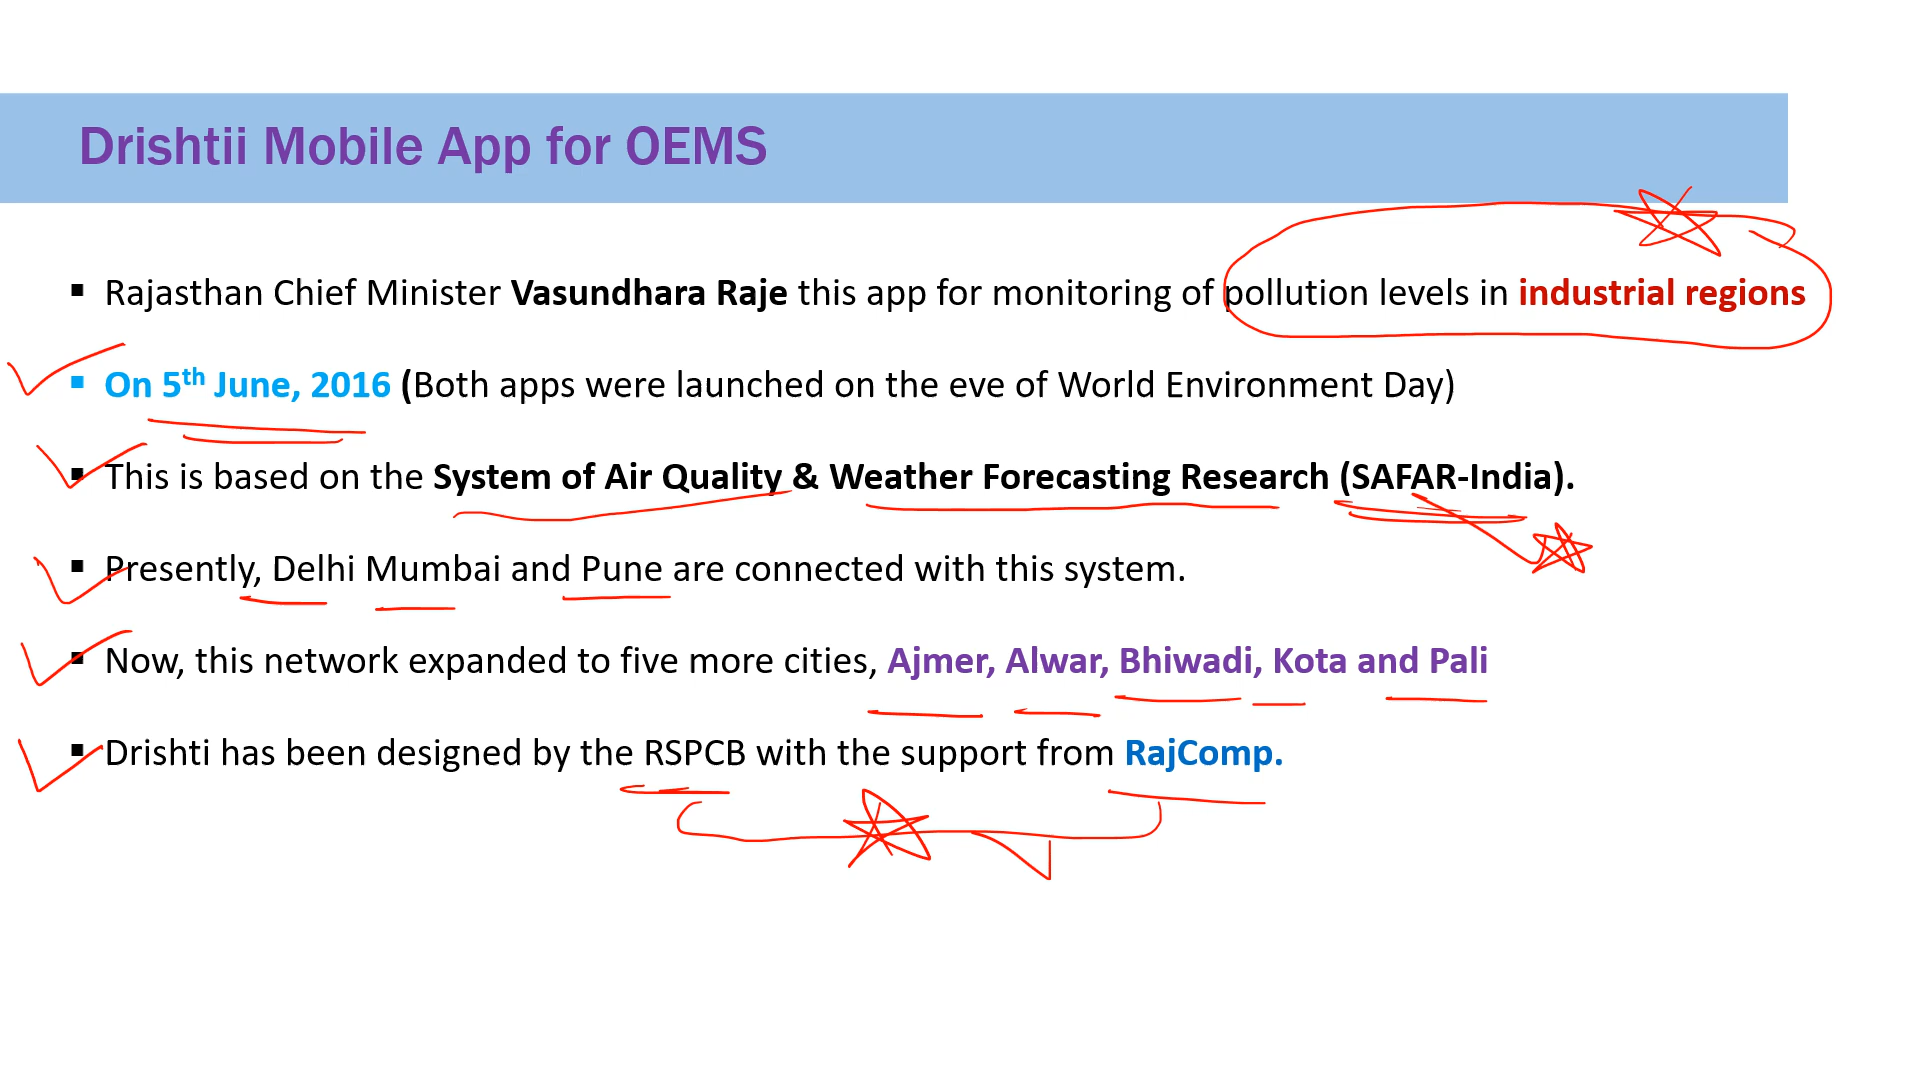 Drishtii Mobile App for OEMS
▪ Rajasthan Chief Minister Vasundhara Raje this app for monitoring of pollution levels in industrial regions
▪ On 5th June, 2016 (Both apps were launched on the eve of World Environment Day)
▪ This is based on the System of Air Quality & Weather Forecasting Research (SAFAR-India).
▪ Presently, Delhi Mumbai and Pune are connected with this system.
▪ Now, this network expanded to five more cities, Ajmer, Alwar, Bhiwadi, Kota and Pali
▪ Drishti has been designed by the RSPCB with the support from RajComp.